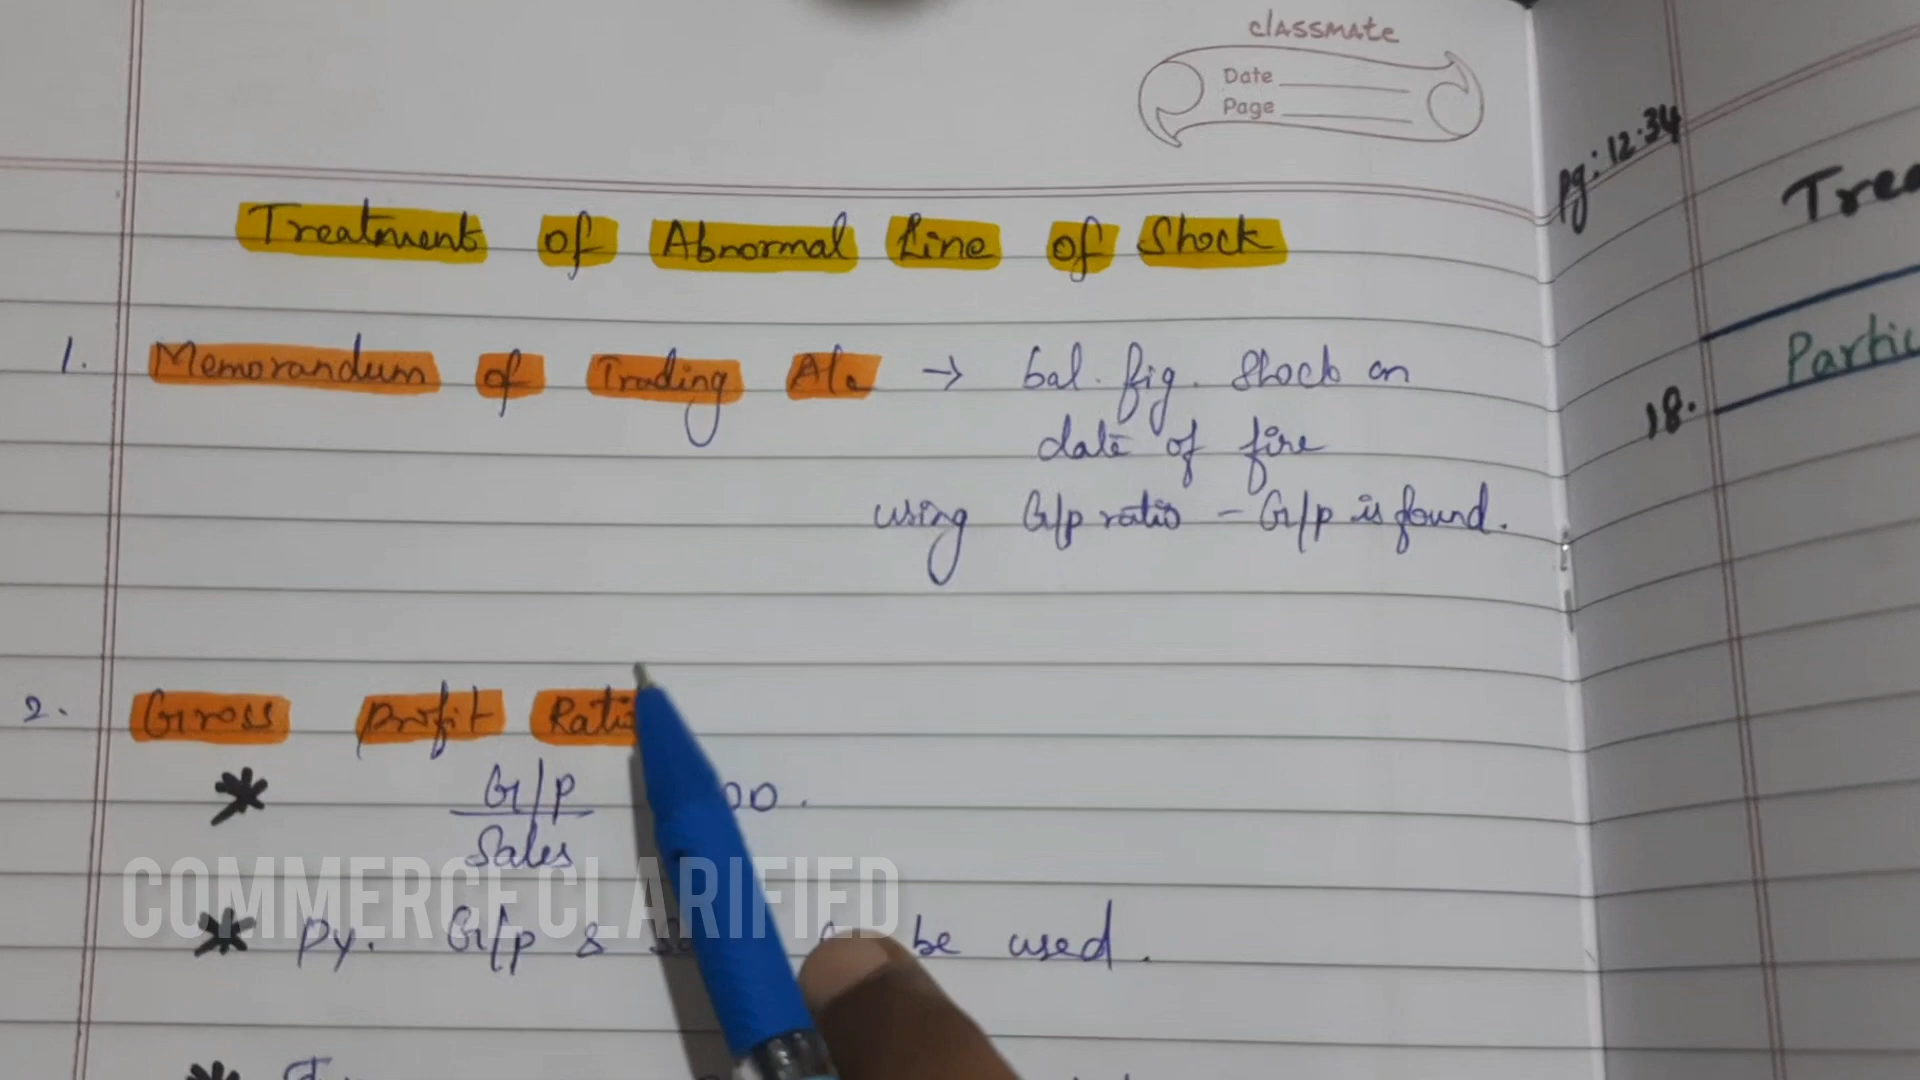 classmate
Date
Page
pg: 12.34
Treatment of Abnormal Line of Stock
1. Memorandum of Trading A/c → bal. fig. Stock on
date of fire
using G/p ratio - G/p is found.
2. Gross Profit Ratio
* G/p
Sales
COMMERCE CLARIFIED
* Py. G/p & be used.
18.